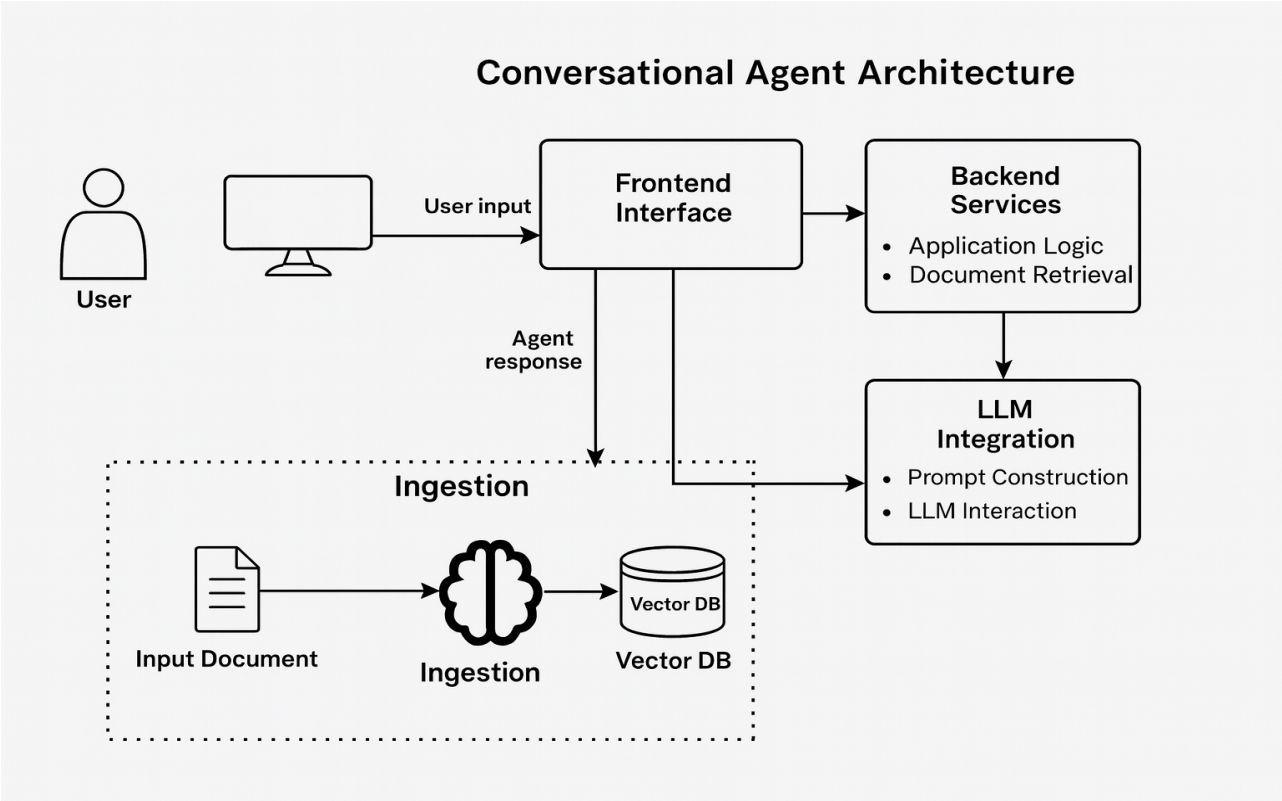 Conversational Agent Architecture
User
User input
Frontend
Interface
Backend
Services
• Application Logic
• Document Retrieval
Agent
response
LLM
Integration
• Prompt Construction
• LLM Interaction
Ingestion
Input Document
Ingestion
Vector DB
Vector DB